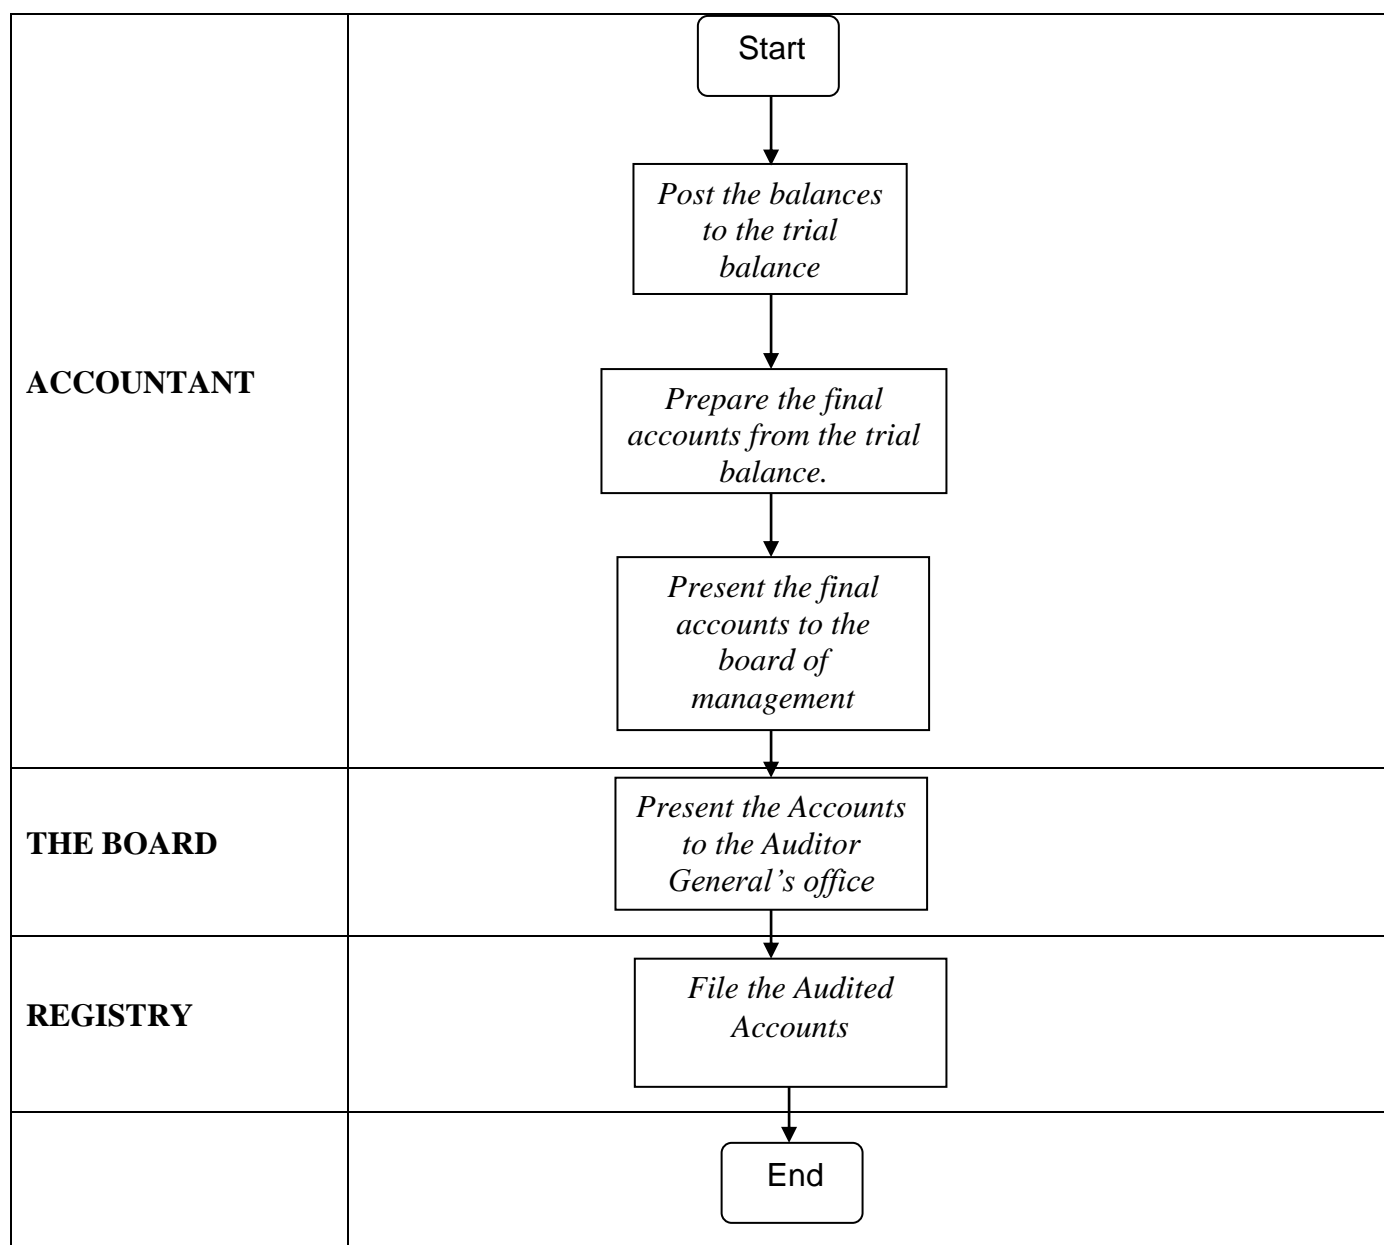 Start
Post the balances
to the trial
balance
ACCOUNTANT
Prepare the final
accounts from the trial
balance.
Present the final
accounts to the
board of
management
THE BOARD
Present the Accounts
to the Auditor
General’s office
REGISTRY
File the Audited
Accounts
End